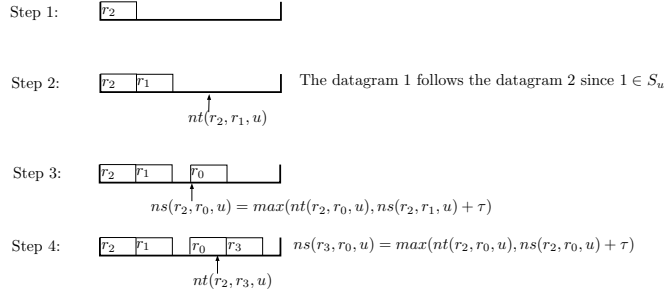 Step 1: r₂
Step 2: r₂ r₁ The datagram 1 follows the datagram 2 since 1 ∈ Sᵤ
nt(r₂, r₁, u)
Step 3: r₂ r₁ r₀
ns(r₂, r₀, u) = max(nt(r₂, r₀, u), ns(r₂, r₁, u) + τ)
Step 4: r₂ r₁ r₀ r₃ ns(r₃, r₀, u) = max(nt(r₂, r₀, u), ns(r₂, r₀, u) + τ)
nt(r₂, r₃, u)